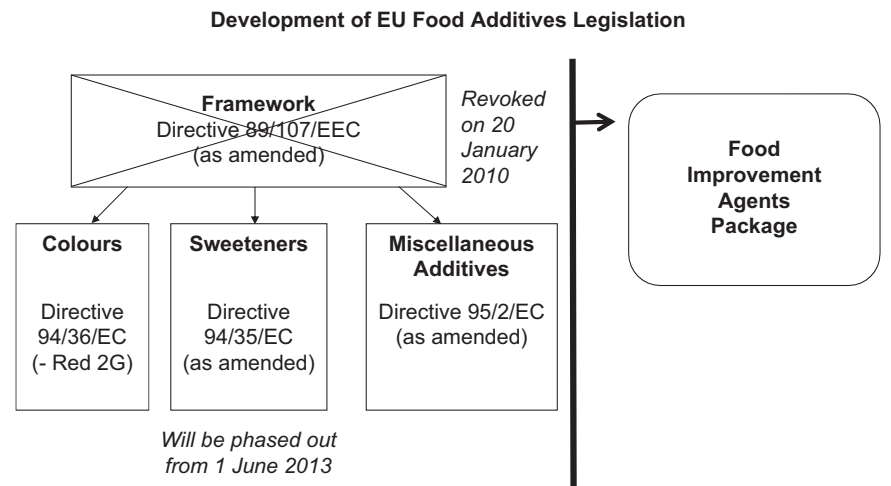 Development of EU Food Additives Legislation
Framework
Directive 89/107/EEC
(as amended)
Revoked
on 20
January
2010
Food
Improvement
Agents
Package
Colours
Directive
94/36/EC
(- Red 2G)
Sweeteners
Directive
94/35/EC
(as amended)
Miscellaneous
Additives
Directive 95/2/EC
(as amended)
Will be phased out
from 1 June 2013